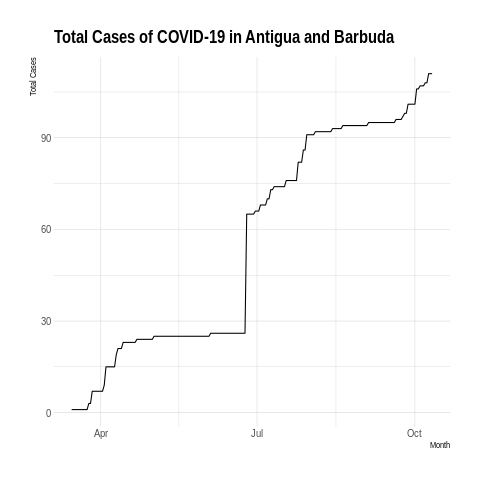 Total Cases of COVID-19 in Antigua and Barbuda
Total Cases
90
60
30
0
Apr Jul Oct
Month